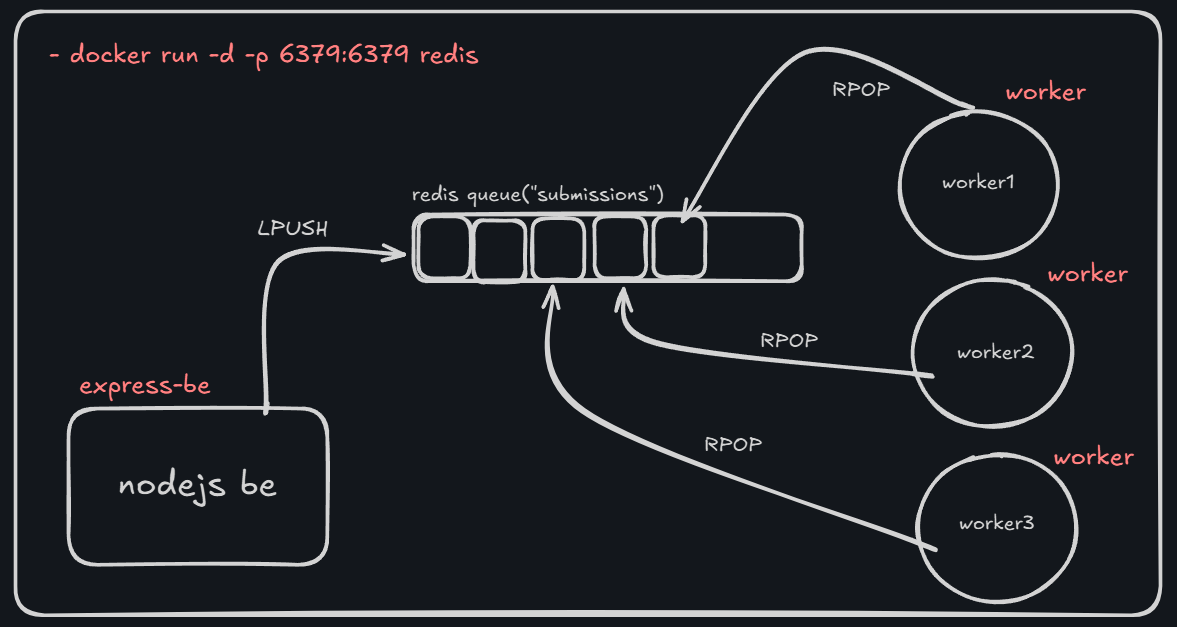 - docker run -d -p 6379:6379 redis
RPOP
worker
worker1
redis queue("submissions")
LPUSH
worker
worker2
RPOP
express-be
nodejs be
RPOP
worker
worker3